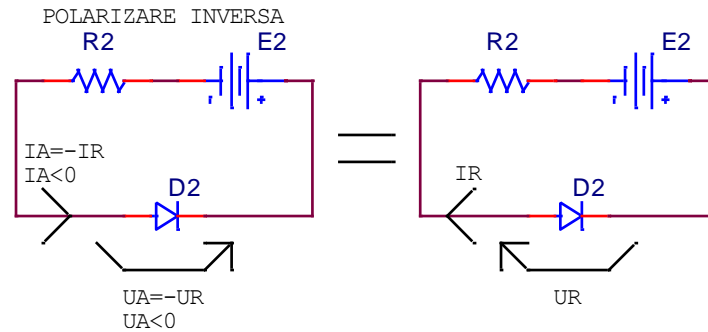 POLARIZARE INVERSA
R2 E2
- +
IA=-IR
IA<0
D2
UA=-UR
UA<0
R2 E2
- +
IR
D2
UR